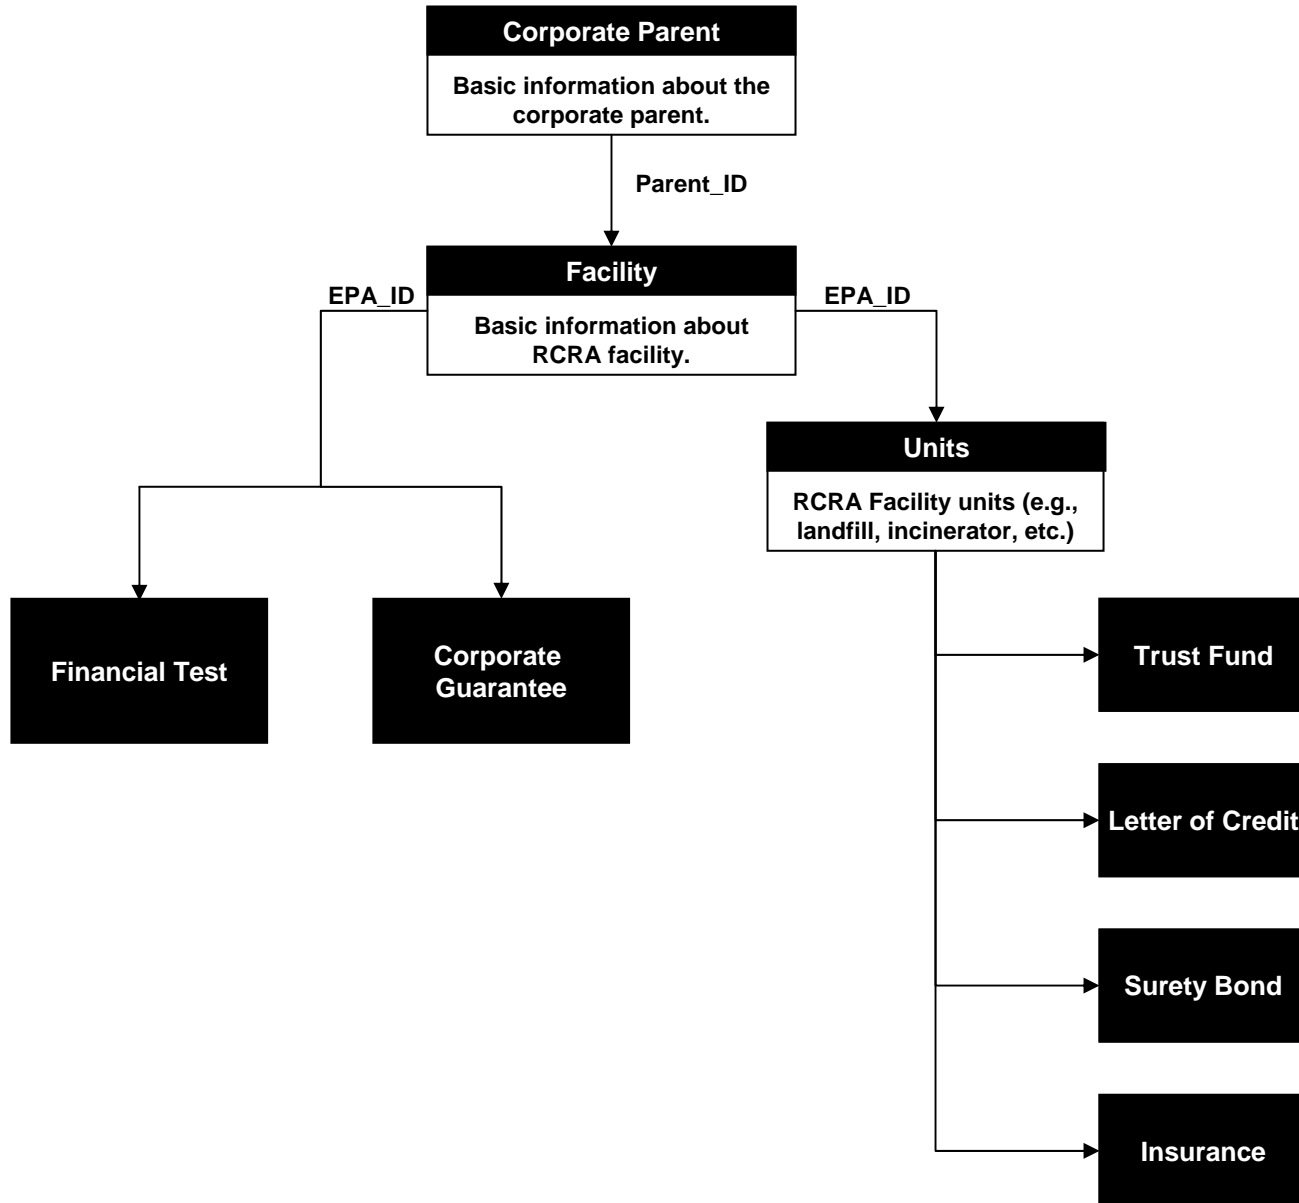 Corporate Parent
Basic information about the
corporate parent.
Parent_ID
Facility
EPA_ID
EPA_ID
Basic information about
RCRA facility.
Units
RCRA Facility units (e.g.,
landfill, incinerator, etc.)
Financial Test
Corporate
Guarantee
Trust Fund
Letter of Credit
Surety Bond
Insurance